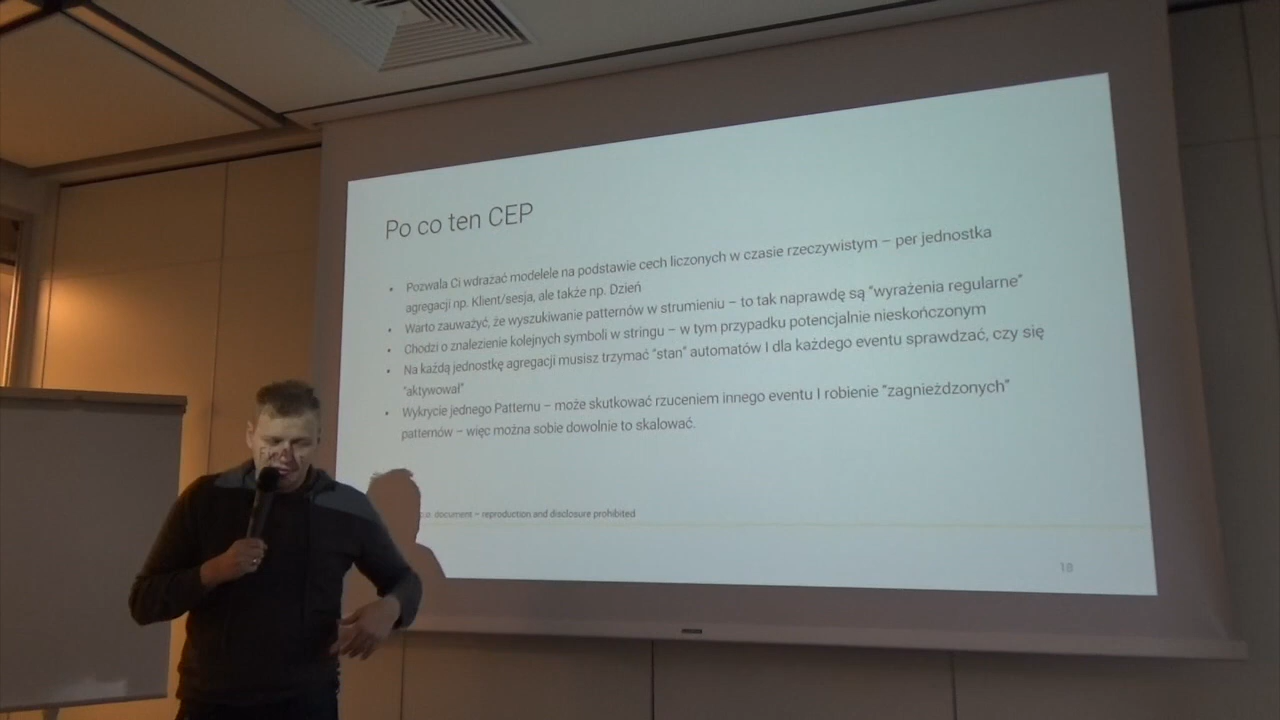 Po co ten CEP
• Pozwala Ci wdrażać modelele na podstawie cech liczonych w czasie rzeczywistym – per jednostka
agregacji np. Klient/sesja, ale także np. Dzień
• Warto zauważyć, że wyszukiwanie patternów w strumieniu – to tak naprawdę są "wyrażenia regularne"
• Chodzi o znalezienie kolejnych symboli w stringu – w tym przypadku potencjalnie nieskończonym
• Na każdą jednostkę agregacji musisz trzymać "stan" automatów I dla każdego eventu sprawdzać, czy się
"aktywował"
• Wykrycie jednego Patternu – może skutkować rzuceniem innego eventu I robienie "zagnieżdzonych"
patternów – więc można sobie dowolnie to skalować.
document – reproduction and disclosure prohibited
10